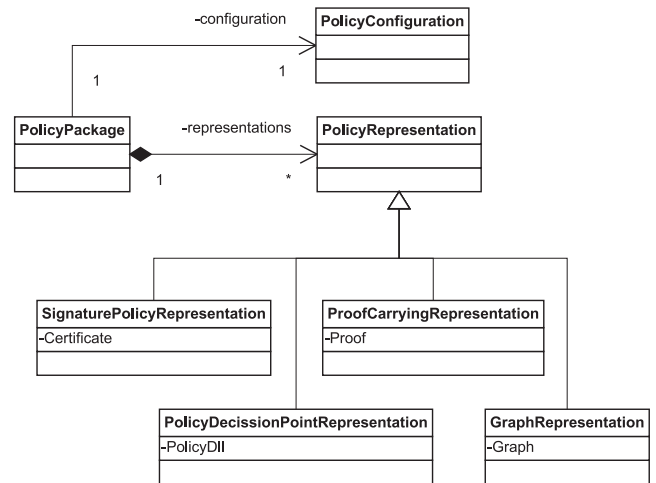 -configuration
PolicyConfiguration
1
1
PolicyPackage
-representations
PolicyRepresentation
1
*
SignaturePolicyRepresentation
-Certificate
ProofCarryingRepresentation
-Proof
PolicyDecissionPointRepresentation
-PolicyDll
GraphRepresentation
-Graph